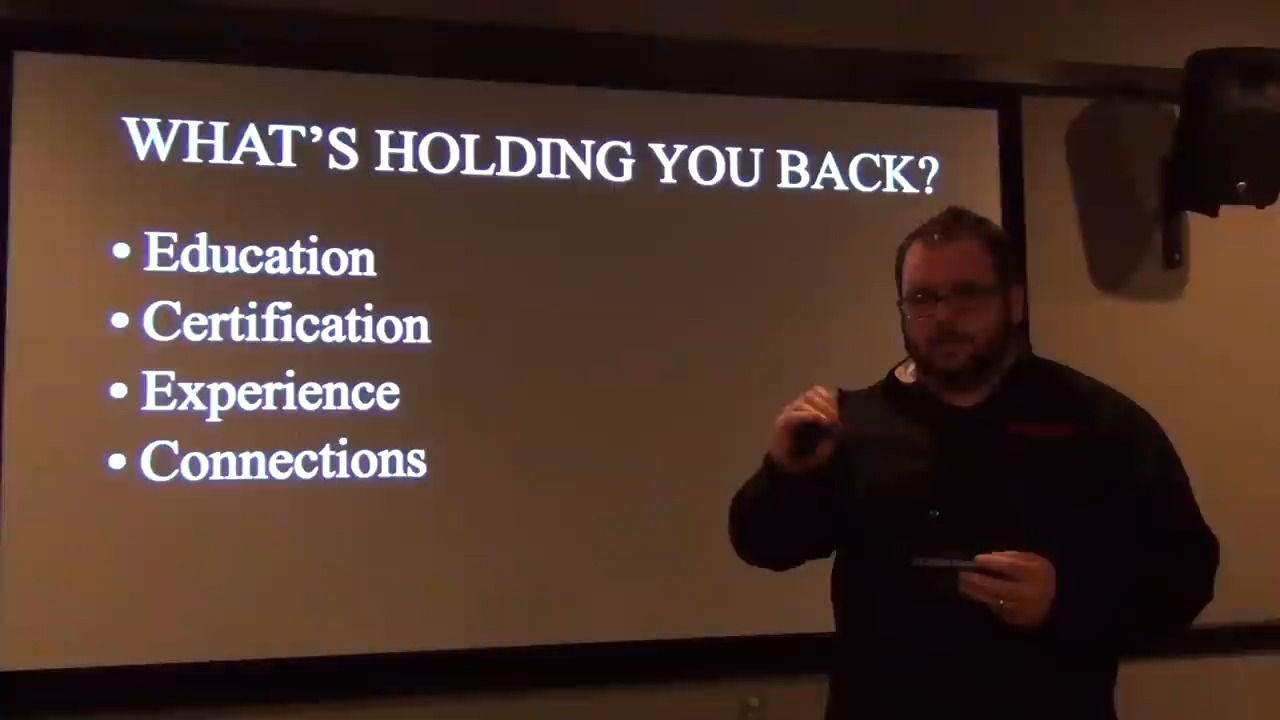 WHAT'S HOLDING YOU BACK?
• Education
• Certification
• Experience
• Connections